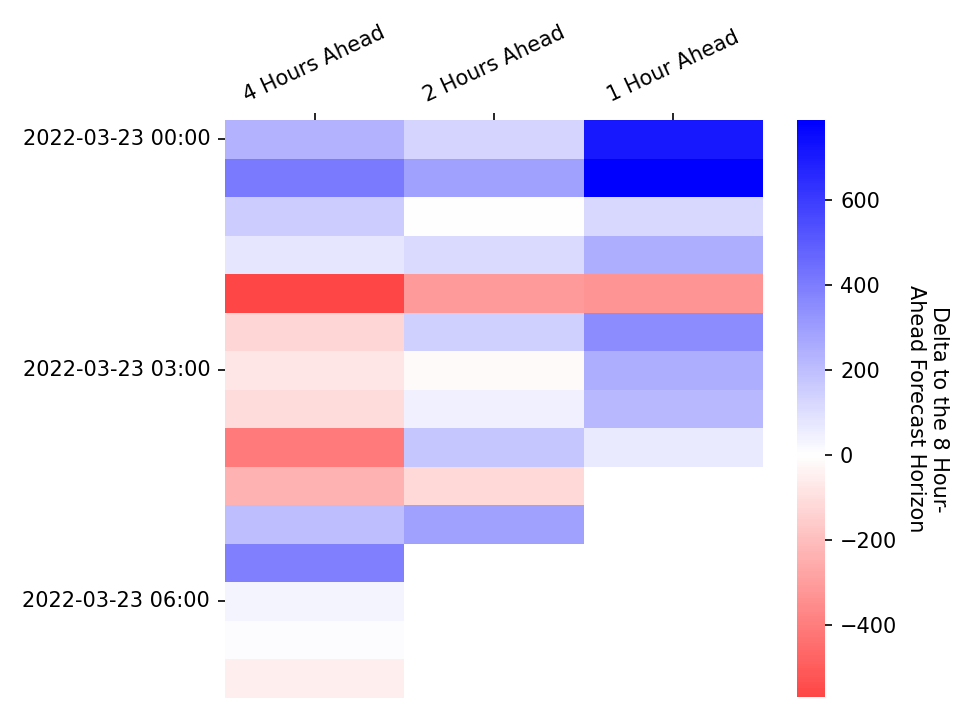 4 Hours Ahead
2 Hours Ahead
1 Hour Ahead
2022-03-23 00:00
2022-03-23 03:00
2022-03-23 06:00
600
400
200
0
−200
−400
Delta to the 8 Hour-
Ahead Forecast Horizon